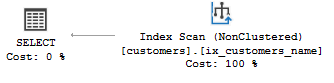 SELECT
Cost: 0 %
Index Scan (NonClustered)
[customers].[ix_customers_name]
Cost: 100 %